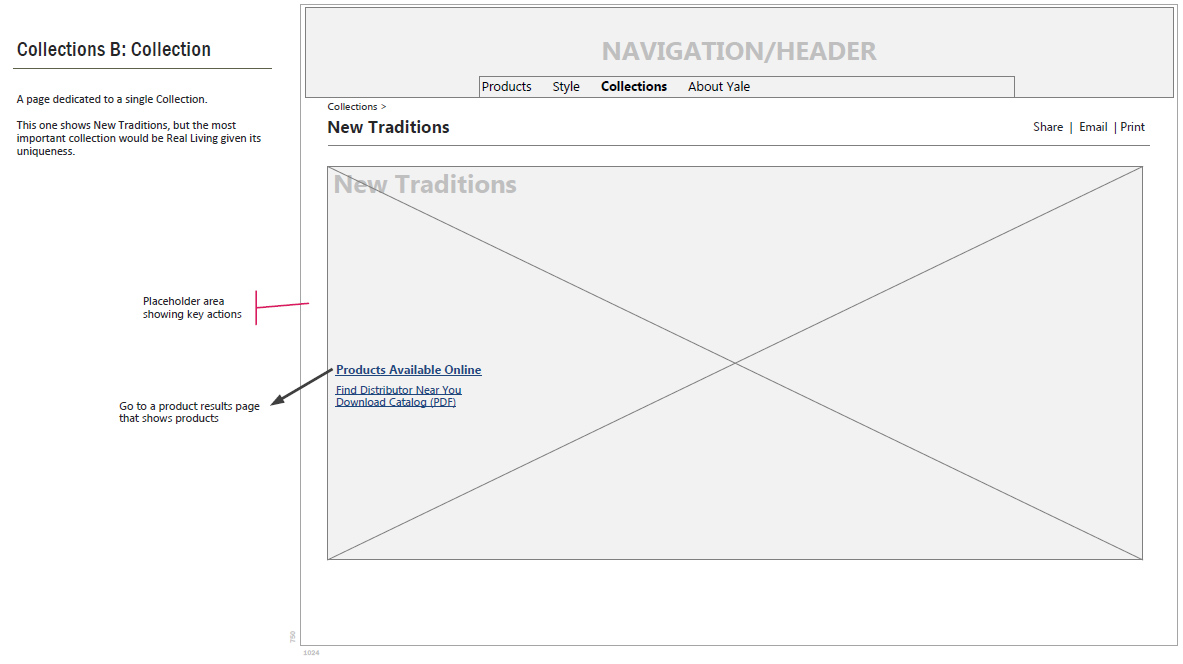 Collections B: Collection
A page dedicated to a single Collection.
This one shows New Traditions, but the most
important collection would be Real Living given its
uniqueness.
NAVIGATION/HEADER
Products Style Collections About Yale
Collections >
New Traditions
Share | Email | Print
New Traditions
Placeholder area
showing key actions
Products Available Online
Find Distributor Near You
Download Catalog (PDF)
Go to a product results page
that shows products
750
1024